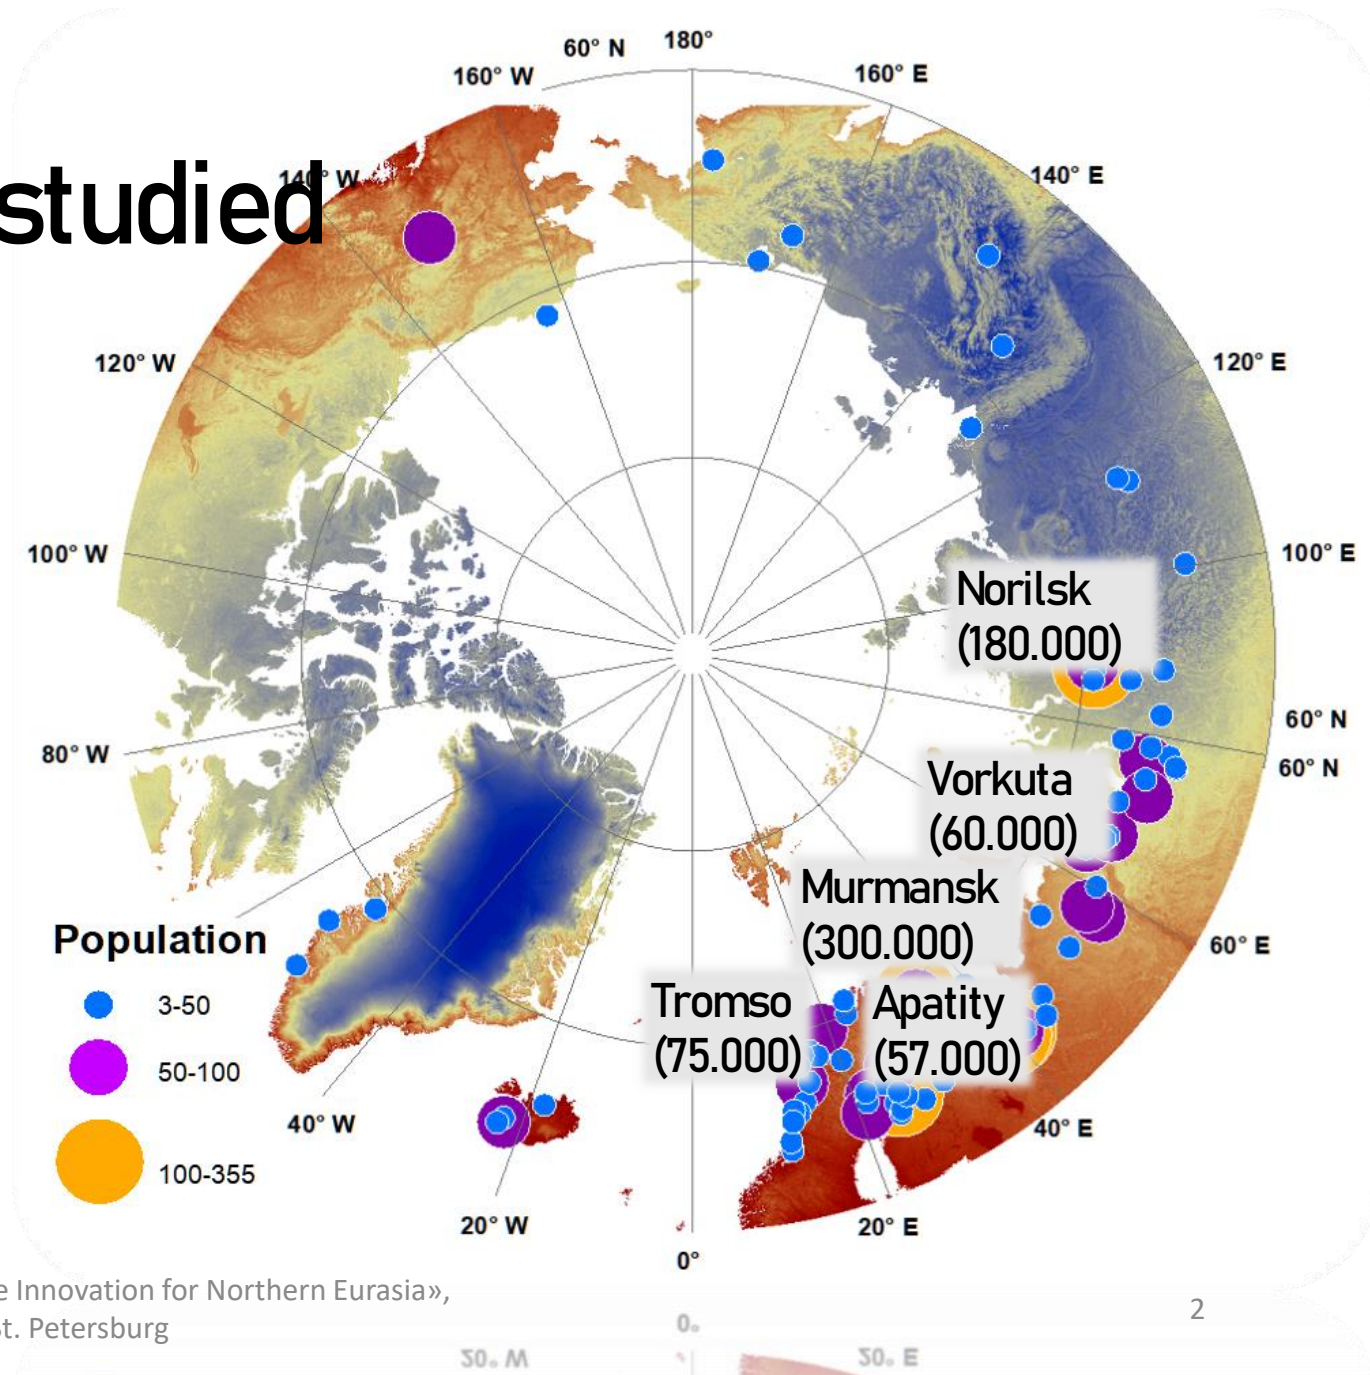 60° N
180°
160° W
160° E
studied
140° W
140° E
120° W
120° E
100° W
100° E
Norilsk
(180.000)
60° N
80° W
60° N
Vorkuta
(60.000)
Murmansk
(300.000)
Population
60° E
3-50
Tromso
(75.000)
Apatity
(57.000)
50-100
40° W
40° E
100-355
20° W
20° E
0°
e Innovation for Northern Eurasia»,
St. Petersburg
2